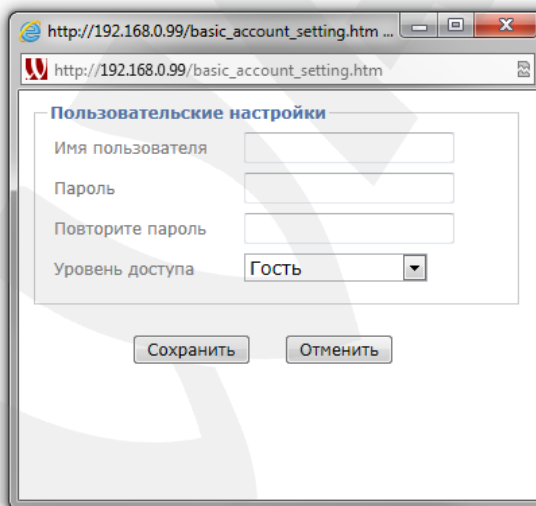 http://192.168.0.99/basic_account_setting.htm ...
http://192.168.0.99/basic_account_setting.htm
Пользовательские настройки
Имя пользователя
Пароль
Повторите пароль
Уровень доступа Гость
Сохранить Отменить